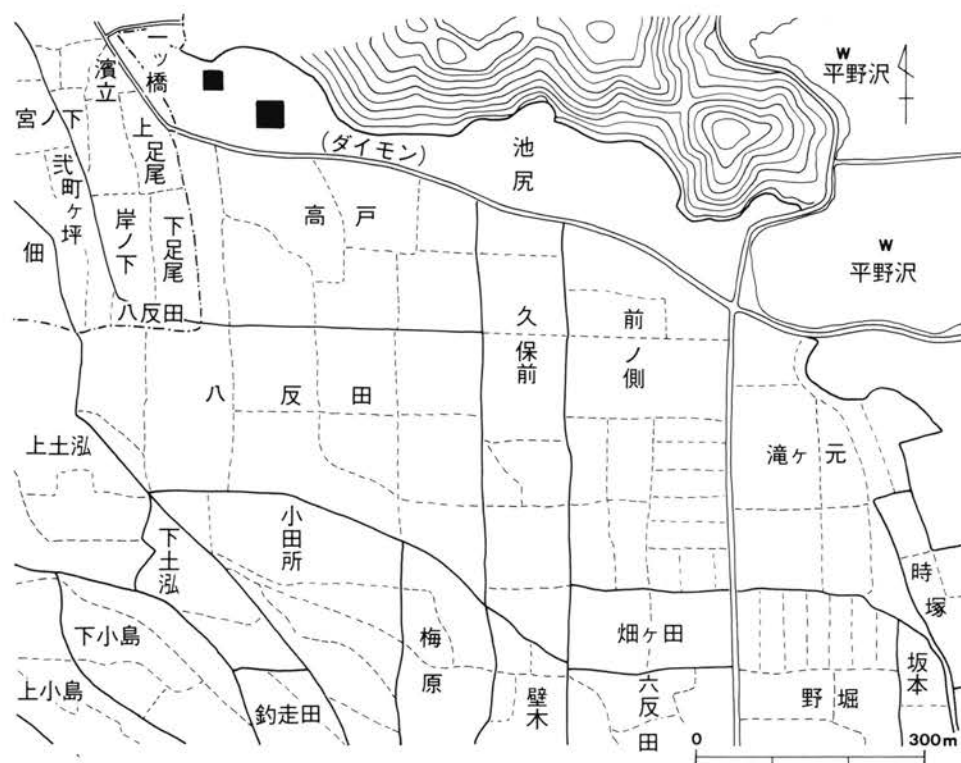 一ッ橋
濱立
宮ノ下
弐町ヶ坪
上足尾
岸ノ下
下足尾
佃
八反田
(ダイモン)
池尻
W
平野沢
高戸
W
平野沢
久保前
前ノ側
八反田
滝ヶ元
上土泓
下土泓
小田所
時塚
下小島
上小島
釣走田
梅原
壁木
畑ヶ田
六反田
野堀
坂本
0 300m